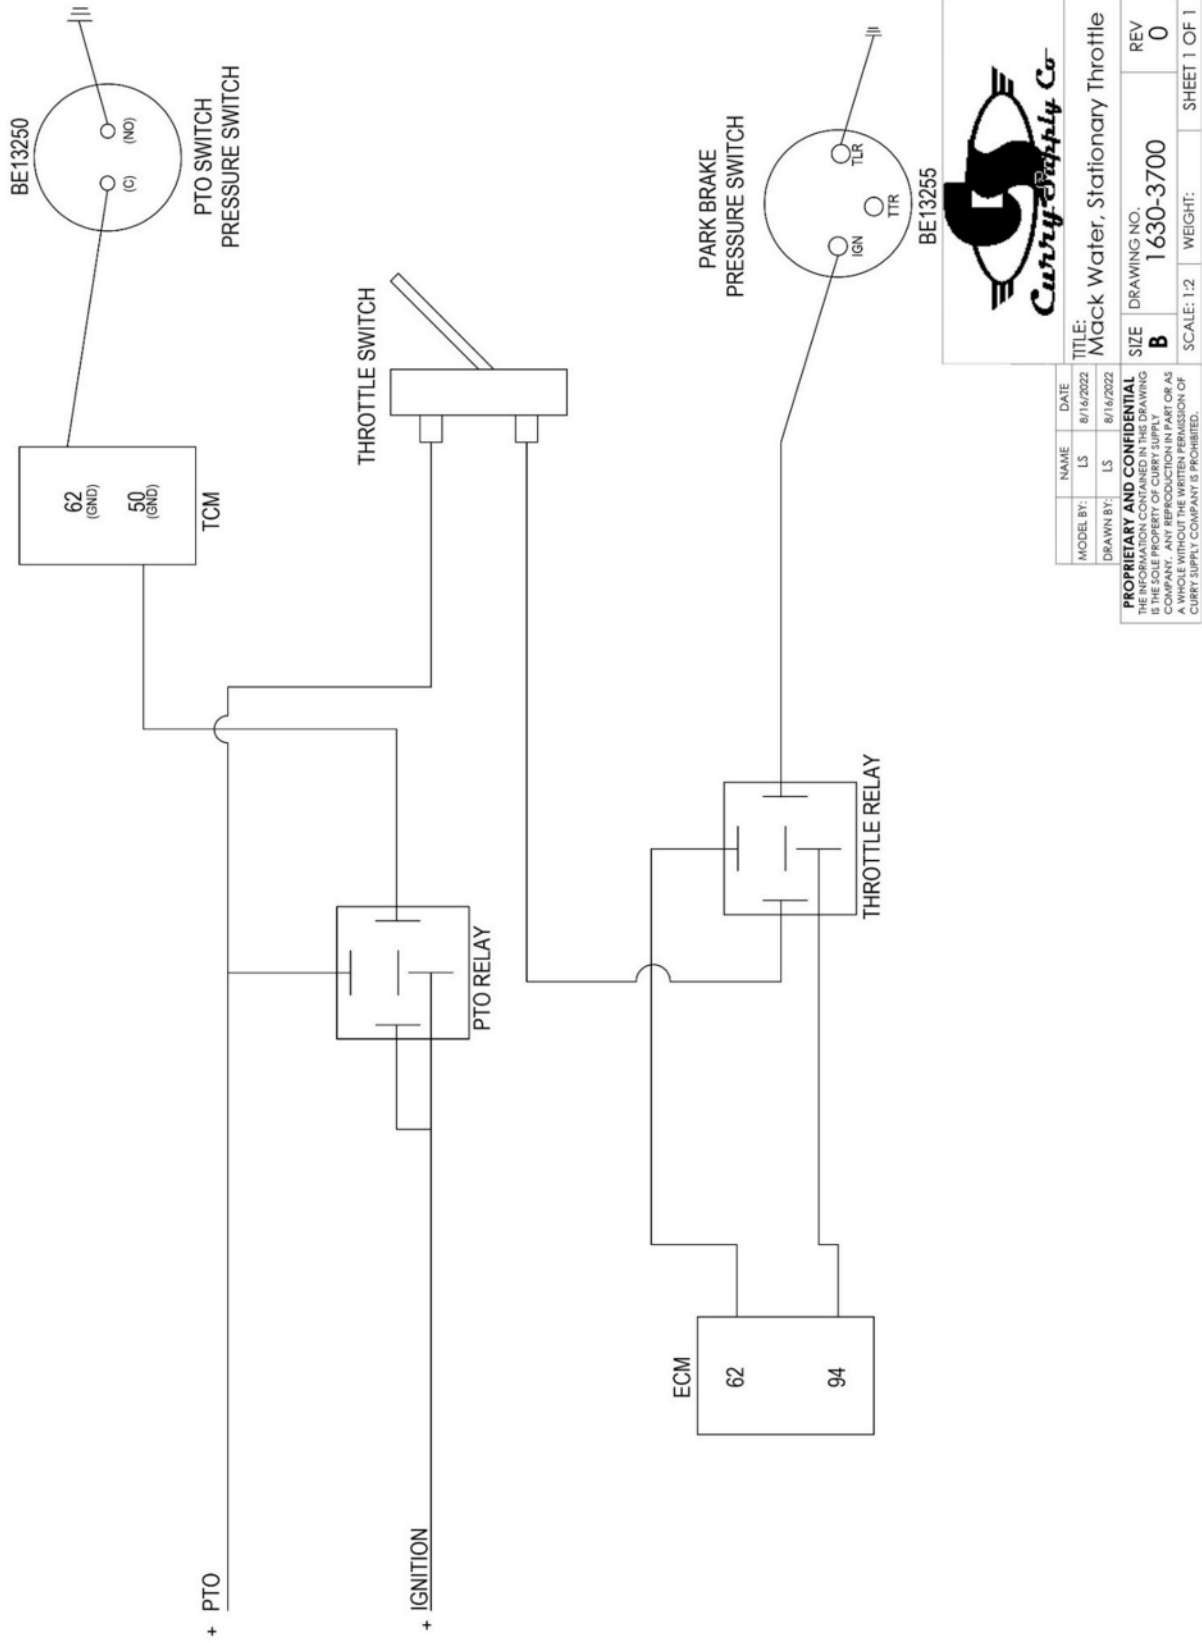 BE13250
(C)
(NO)
PTO SWITCH
PRESSURE SWITCH
62
(GND)
50
(GND)
TCM
THROTTLE SWITCH
+ PTO
PTO RELAY
+ IGNITION
PARK BRAKE
PRESSURE SWITCH
IGN
TTR
TLR
BE13255
THROTTLE RELAY
ECM
62
94
CS
Curry Supply Co
NAME
DATE
MODEL BY:
LS
8/16/2022
DRAWN BY:
LS
8/16/2022
TITLE:
Mack Water, Stationary Throttle
PROPRIETARY AND CONFIDENTIAL
THE INFORMATION CONTAINED IN THIS DRAWING
IS THE SOLE PROPERTY OF CURRY SUPPLY
COMPANY. ANY REPRODUCTION IN PART OR AS
A WHOLE WITHOUT THE WRITTEN PERMISSION OF
CURRY SUPPLY COMPANY IS PROHIBITED.
SIZE
B
DRAWING NO.
1630-3700
REV
0
SCALE: 1:2
WEIGHT:
SHEET 1 OF 1